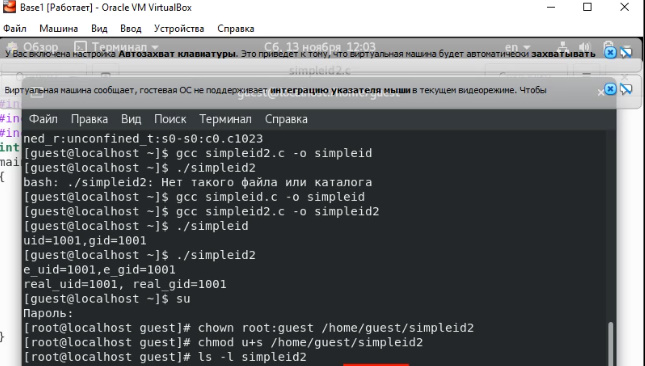 Base1 [Работает] - Oracle VM VirtualBox
Файл Машина Вид Ввод Устройства Справка
Обзор Терминал Сб, 13 ноября 12:03 en
У Вас включена настройка Автозахват клавиатуры. Это приведет к тому, что виртуальная машина будет автоматически захватывать
simpleid2.c
Виртуальная машина сообщает, гостевая ОС не поддерживает интеграцию указателя мыши в текущем видеорежиме. Чтобы
Файл Правка Вид Поиск Терминал Справка
#in
#in
int
main
{
}
ned_r:unconfined_t:s0-s0:c0.c1023
[guest@localhost ~]$ gcc simpleid2.c -o simpleid
[guest@localhost ~]$ ./simpleid2
bash: ./simpleid2: Нет такого файла или каталога
[guest@localhost ~]$ gcc simpleid.c -o simpleid
[guest@localhost ~]$ gcc simpleid2.c -o simpleid2
[guest@localhost ~]$ ./simpleid
uid=1001,gid=1001
[guest@localhost ~]$ ./simpleid2
e_uid=1001,e_gid=1001
real_uid=1001, real_gid=1001
[guest@localhost ~]$ su
Пароль:
[root@localhost guest]# chown root:guest /home/guest/simpleid2
[root@localhost guest]# chmod u+s /home/guest/simpleid2
[root@localhost guest]# ls -l simpleid2